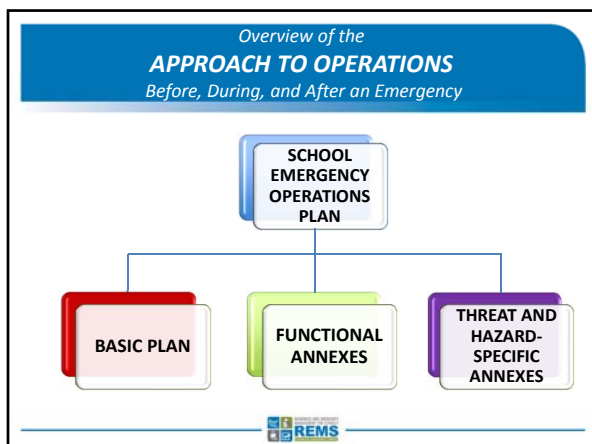 Overview of the
APPROACH TO OPERATIONS
Before, During, and After an Emergency
SCHOOL
EMERGENCY
OPERATIONS
PLAN
BASIC PLAN
FUNCTIONAL
ANNEXES
THREAT AND
HAZARD-
SPECIFIC
ANNEXES
REMS